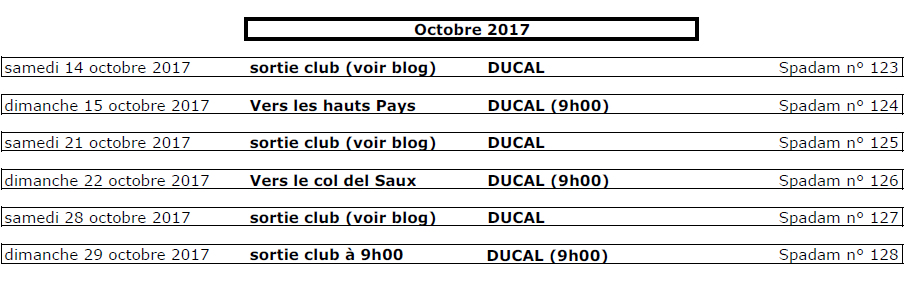 Octobre 2017
samedi 14 octobre 2017 sortie club (voir blog) DUCAL Spadam n° 123
dimanche 15 octobre 2017 Vers les hauts Pays DUCAL (9h00) Spadam n° 124
samedi 21 octobre 2017 sortie club (voir blog) DUCAL Spadam n° 125
dimanche 22 octobre 2017 Vers le col del Saux DUCAL (9h00) Spadam n° 126
samedi 28 octobre 2017 sortie club (voir blog) DUCAL Spadam n° 127
dimanche 29 octobre 2017 sortie club à 9h00 DUCAL (9h00) Spadam n° 128